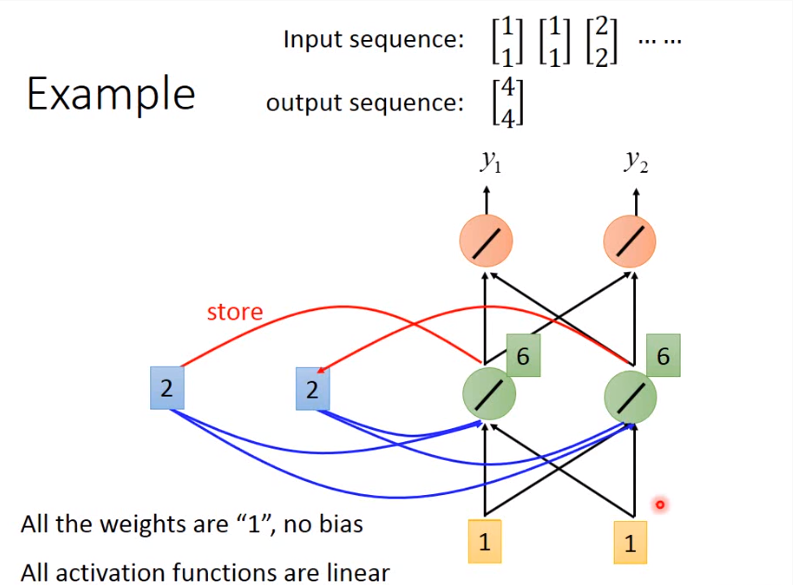 Input sequence: [1 1] [1 1] [2 2] ... ...
Example
output sequence: [4 4]
y₁ y₂
store
6 6
2 2
All the weights are “1”, no bias
1 1
All activation functions are linear